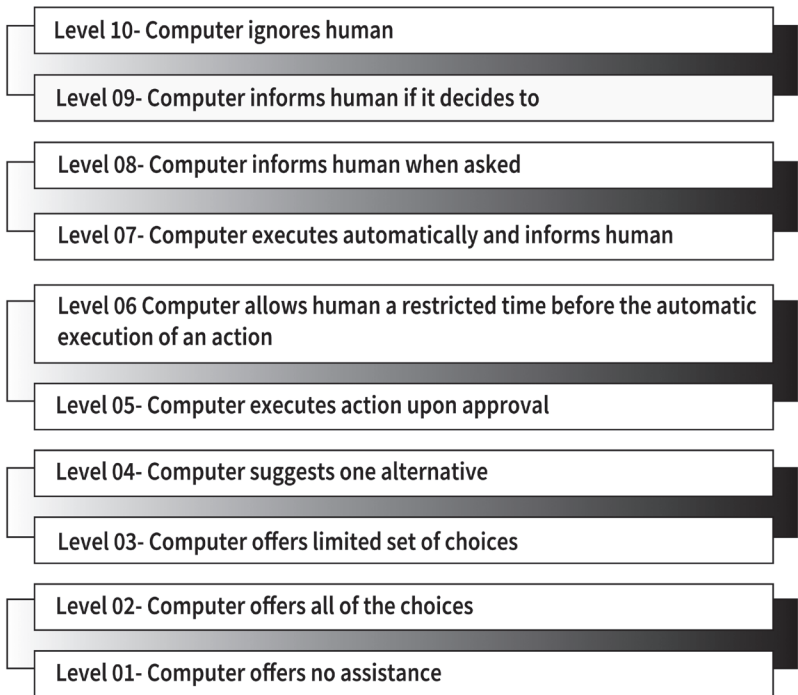 Level 10- Computer ignores human
Level 09- Computer informs human if it decides to
Level 08- Computer informs human when asked
Level 07- Computer executes automatically and informs human
Level 06 Computer allows human a restricted time before the automatic
execution of an action
Level 05- Computer executes action upon approval
Level 04- Computer suggests one alternative
Level 03- Computer offers limited set of choices
Level 02- Computer offers all of the choices
Level 01- Computer offers no assistance